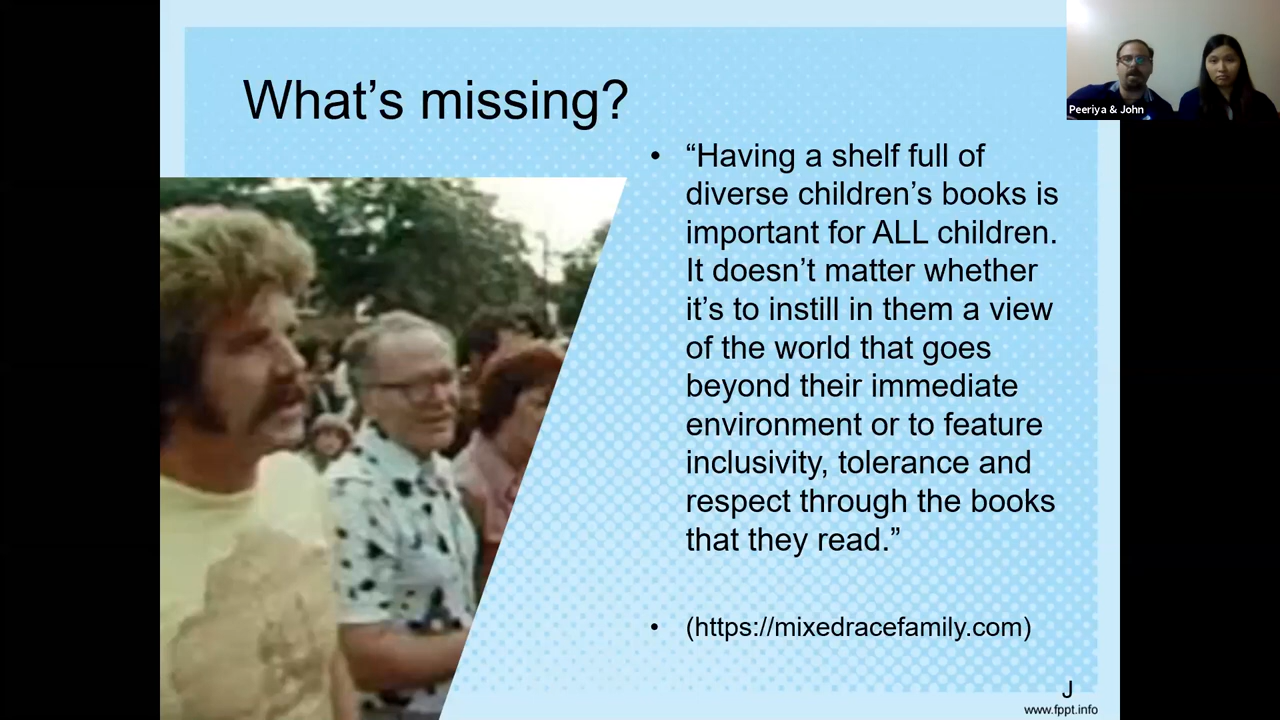 What’s missing?
Peeriya & John
• “Having a shelf full of
diverse children’s books is
important for ALL children.
It doesn’t matter whether
it’s to instill in them a view
of the world that goes
beyond their immediate
environment or to feature
inclusivity, tolerance and
respect through the books
that they read.”
• (https://mixedracefamily.com)
J
www.fppt.info